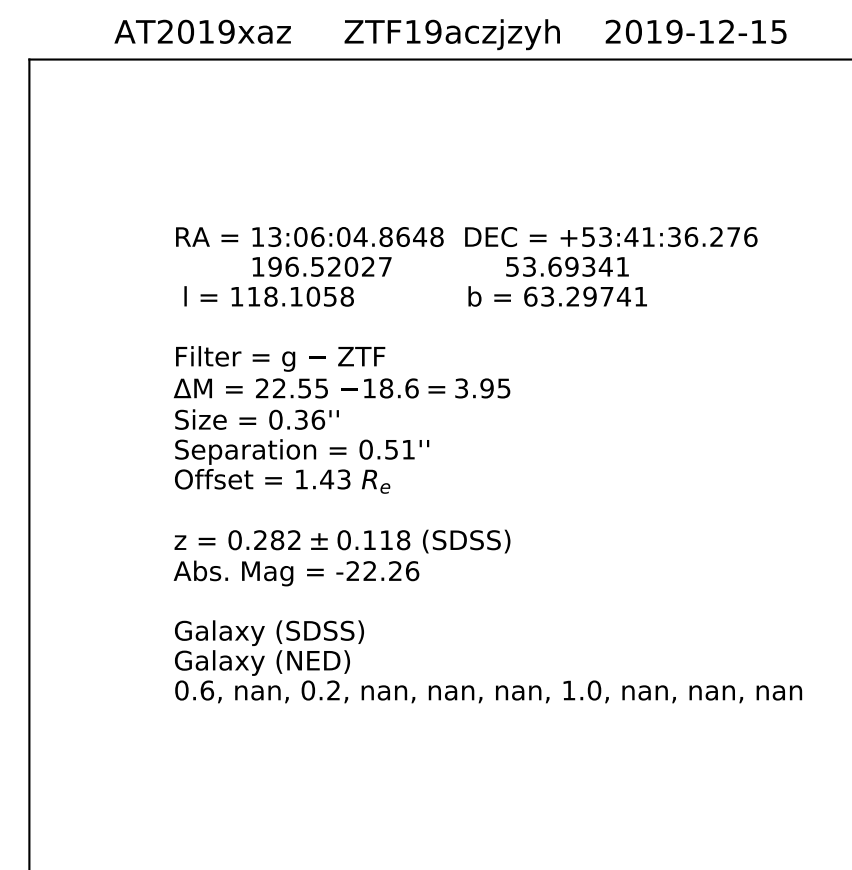 AT2019xaz ZTF19aczjzyh 2019-12-15
RA = 13:06:04.8648 DEC = +53:41:36.276
196.52027 53.69341
l = 118.1058 b = 63.29741
Filter = g − ZTF
ΔM = 22.55 −18.6 = 3.95
Size = 0.36''
Separation = 0.51''
Offset = 1.43 Re
z = 0.282 ± 0.118 (SDSS)
Abs. Mag = -22.26
Galaxy (SDSS)
Galaxy (NED)
0.6, nan, 0.2, nan, nan, nan, 1.0, nan, nan, nan